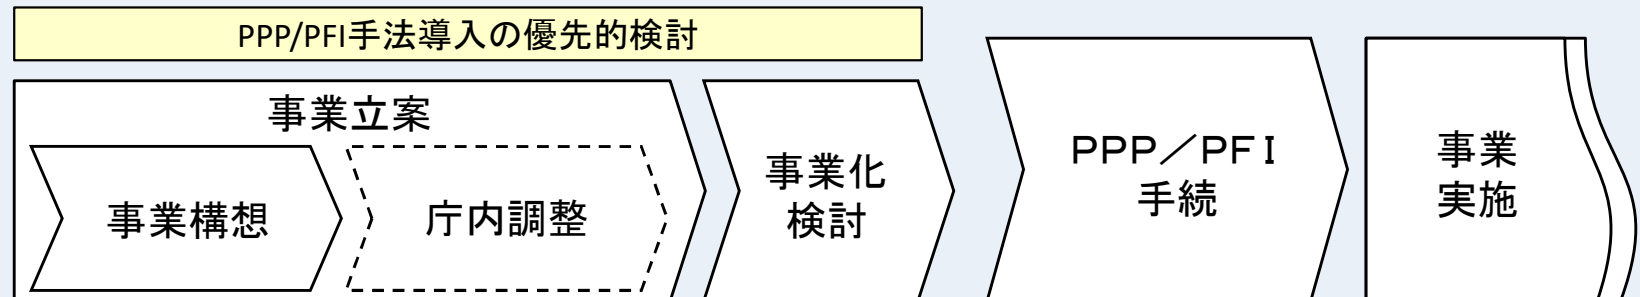 PPP/PFI手法導入の優先的検討
事業立案
事業構想
庁内調整
事業化
検討
ＰＰＰ／ＰＦＩ
手続
事業
実施